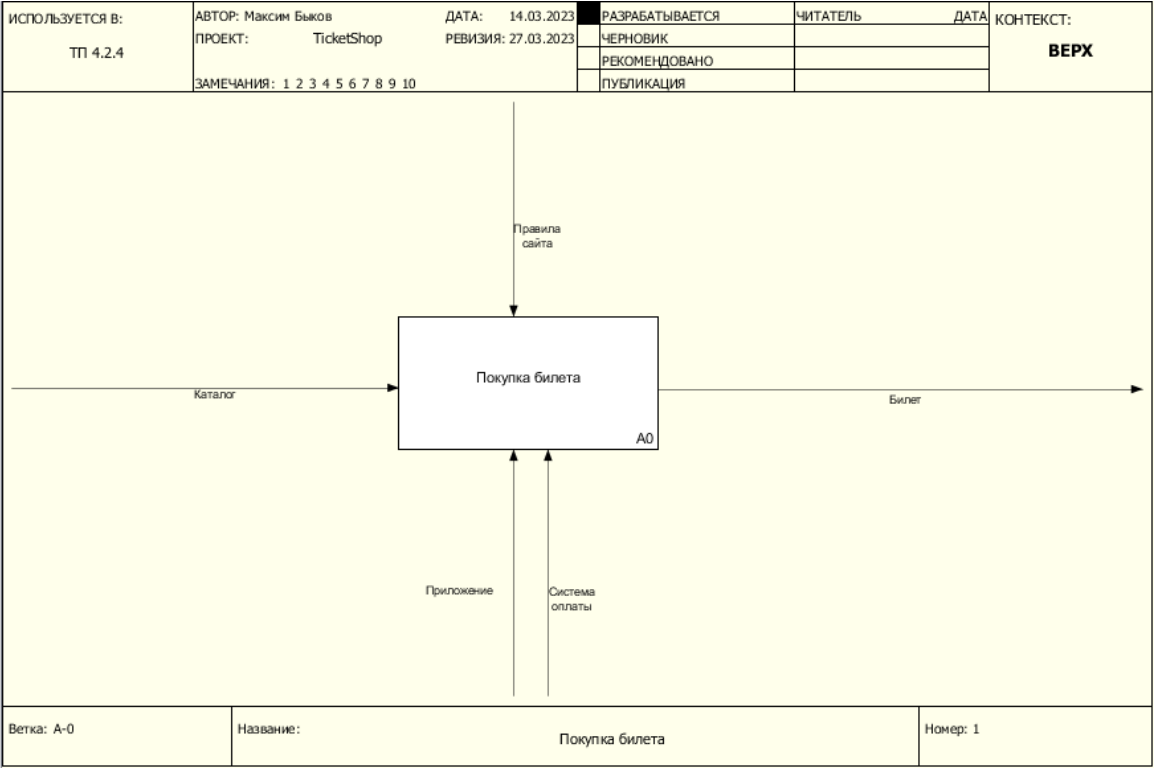 ИСПОЛЬЗУЕТСЯ В:
ТП 4.2.4
АВТОР: Максим Быков ДАТА: 14.03.2023
ПРОЕКТ: TicketShop РЕВИЗИЯ: 27.03.2023
ЗАМЕЧАНИЯ: 1 2 3 4 5 6 7 8 9 10
РАЗРАБАТЫВАЕТСЯ
ЧЕРНОВИК
РЕКОМЕНДОВАНО
ПУБЛИКАЦИЯ
ЧИТАТЕЛЬ ДАТА
КОНТЕКСТ:
ВЕРХ
Правила
сайта
Покупка билета
A0
Каталог
Билет
Приложение
Система
оплаты
Ветка: A-0
Название:
Покупка билета
Номер: 1